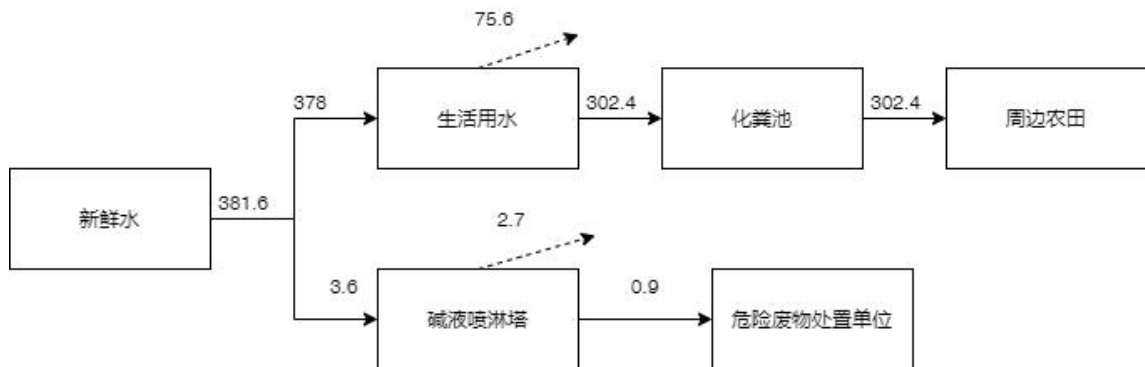 75.6
378
生活用水
302.4
化粪池
302.4
周边农田
新鲜水
381.6
2.7
3.6
碱液喷淋塔
0.9
危险废物处置单位